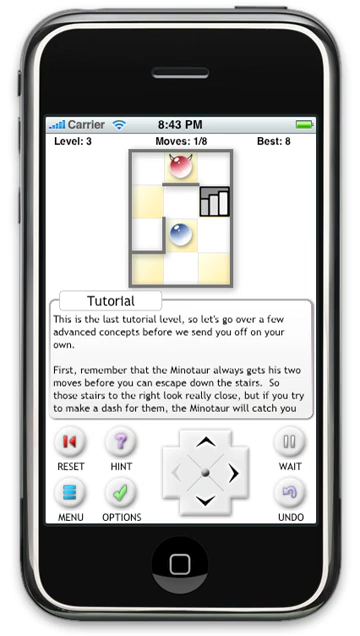 Carrier 8:43 PM
Level: 3 Moves: 1/8 Best: 8
Tutorial
This is the last tutorial level, so let's go over a few
advanced concepts before we send you off on your
own.
First, remember that the Minotaur always gets his two
moves before you can escape down the stairs. So
those stairs to the right look really close, but if you try
to make a dash for them, the Minotaur will catch you
RESET HINT WAIT
MENU OPTIONS UNDO